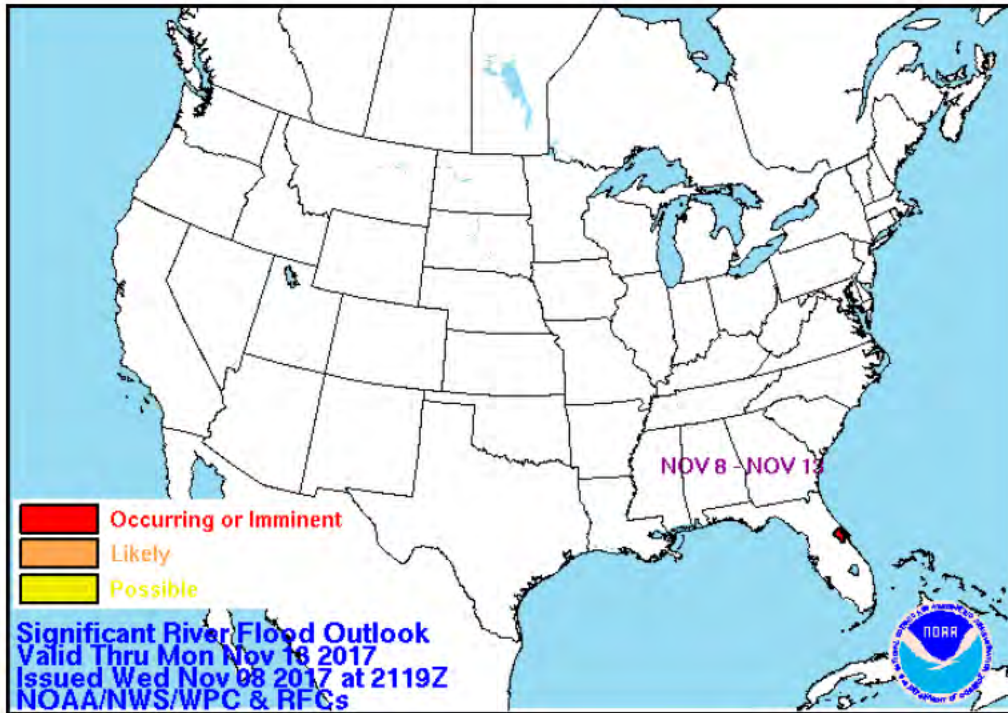 NOV 8 - NOV 13
Occurring or Imminent
Likely
Possible
Significant River Flood Outlook
Valid Thru Mon Nov 13 2017
Issued Wed Nov 08 2017 at 2119Z
NOAA/NWS/WPC & RFCs
NOAA